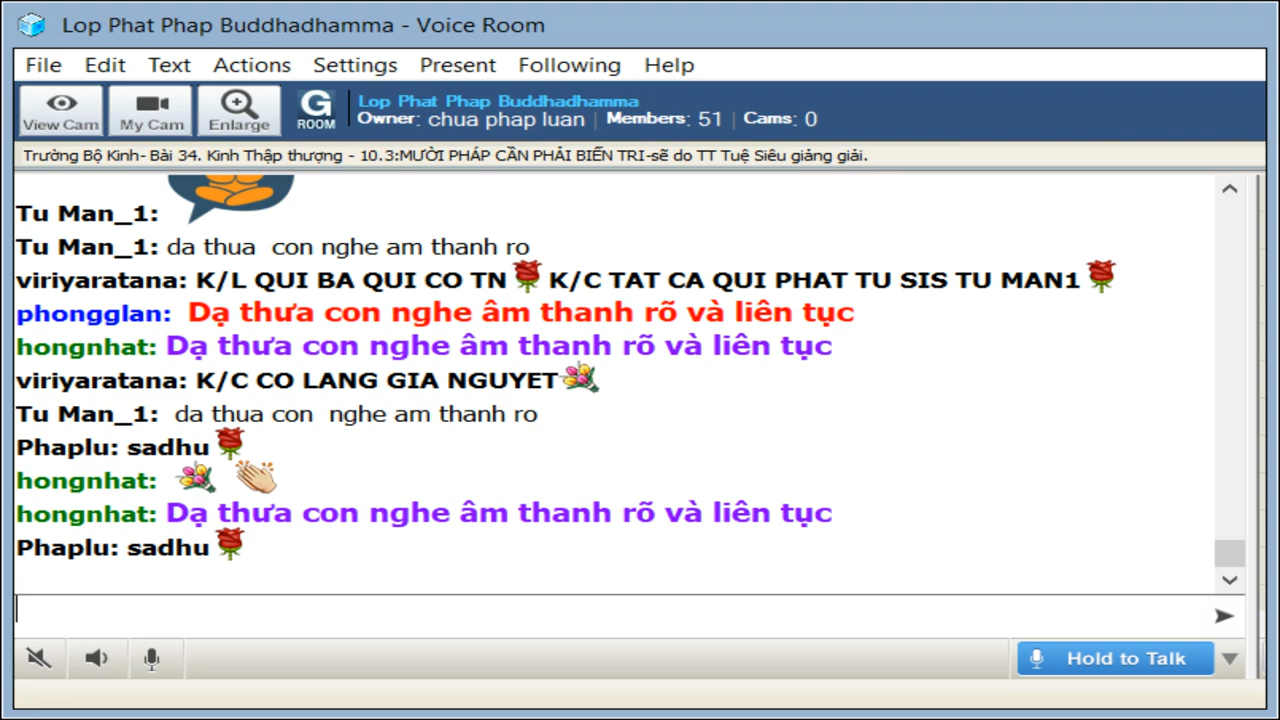 Lop Phat Phap Buddhadhamma - Voice Room
File Edit Text Actions Settings Present Following Help
View Cam My Cam Enlarge G ROOM Lop Phat Phap Buddhadhamma
Owner: chua phap luan | Members: 51 | Cams: 0
Trường Bộ Kinh- Bài 34. Kinh Thập thượng - 10.3:MƯỜI PHÁP CẦN PHẢI BIẾN TRI-sẽ do TT Tuệ Siêu giảng giải.
Tu Man_1:
Tu Man_1: da thua con nghe am thanh ro
viriyaratana: K/L QUI BA QUI CO TN K/C TAT CA QUI PHAT TU SIS TU MAN1
phongglan: Dạ thưa con nghe âm thanh rõ và liên tục
hongnhat: Dạ thưa con nghe âm thanh rõ và liên tục
viriyaratana: K/C CO LANG GIA NGUYET
Tu Man_1: da thua con nghe am thanh ro
Phaplu: sadhu
hongnhat:
hongnhat: Dạ thưa con nghe âm thanh rõ và liên tục
Phaplu: sadhu
Hold to Talk